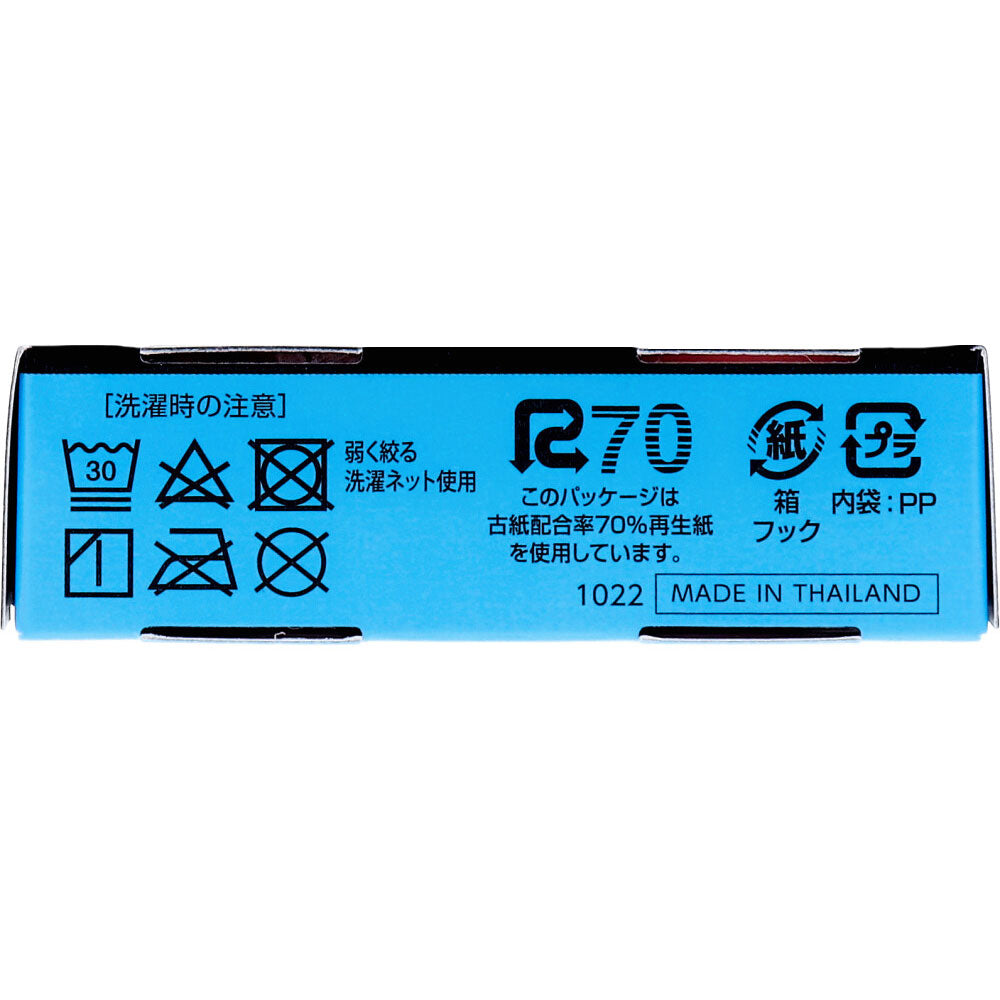 ［洗濯時の注意］
30
弱く絞る
洗濯ネット使用
R70
このパッケージは
古紙配合率70%再生紙
を使用しています。
紙
箱
フック
プラ
内袋：PP
1022
MADE IN THAILAND